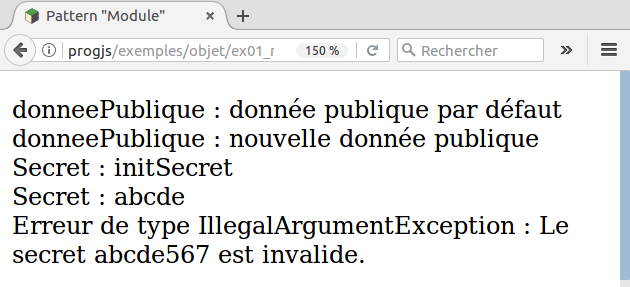 Pattern "Module"
progjs/exemples/objet/ex01_r
150 %
Rechercher
donneePublique : donnée publique par défaut
donneePublique : nouvelle donnée publique
Secret : initSecret
Secret : abcde
Erreur de type IllegalArgumentException : Le
secret abcde567 est invalide.